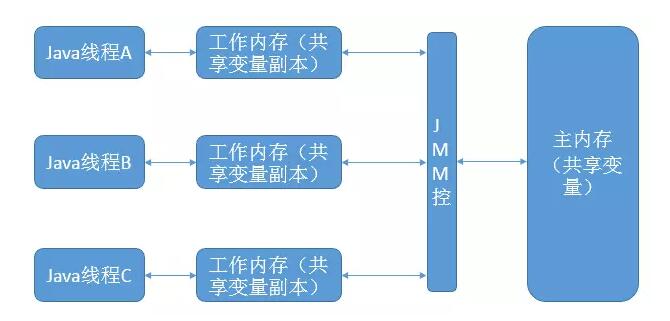 Java线程A
工作内存（共
享变量副本）
Java线程B
工作内存（共
享变量副本）
Java线程C
工作内存（共
享变量副本）
J
M
M
控
主内存
（共享变
量）